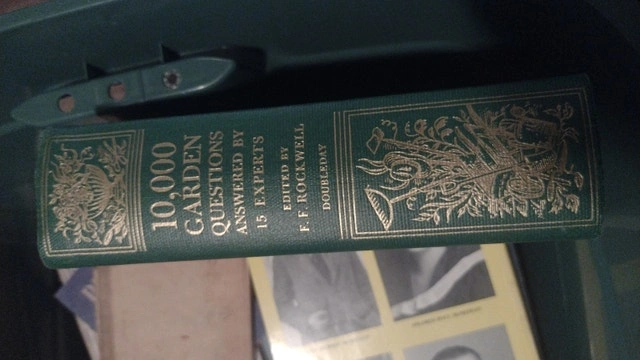 10,000
GARDEN
QUESTIONS
ANSWERED BY
15 EXPERTS
EDITED BY
F. F. ROCKWELL
DOUBLEDAY